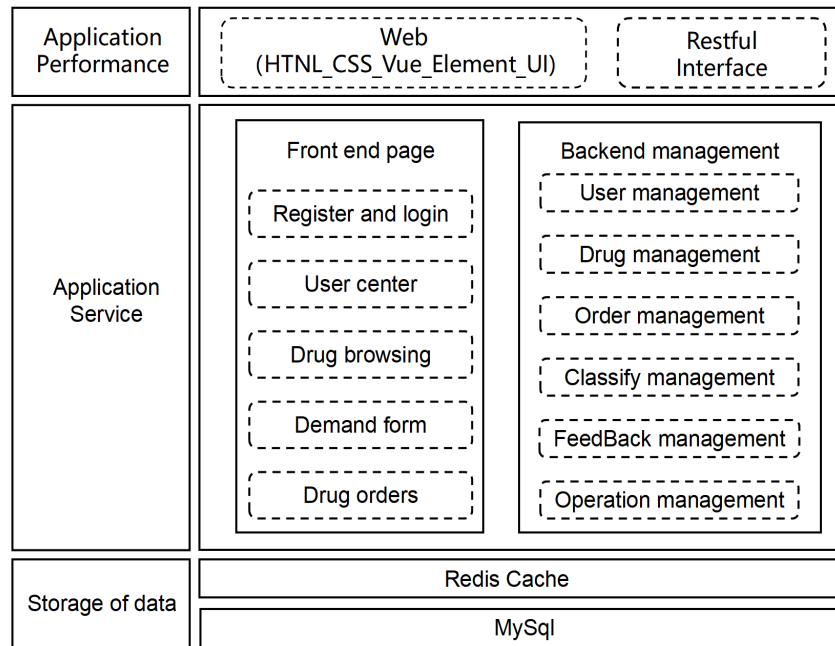 Application
Performance
Web
(HTNL_CSS_Vue_Element_UI)
Restful
Interface
Application
Service
Front end page
Register and login
User center
Drug browsing
Demand form
Drug orders
Backend management
User management
Drug management
Order management
Classify management
FeedBack management
Operation management
Storage of data
Redis Cache
MySql